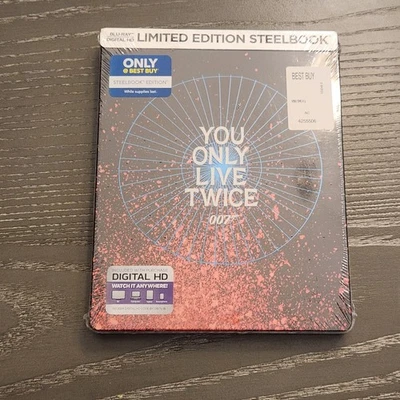 BLU-RAY
DIGITAL HD
LIMITED EDITION STEELBOOK
ONLY
@ BEST BUY
STEELBOOK EDITION
While supplies last
BEST BUY
YOU
ONLY
LIVE
TWICE
007
DIGITAL HD
WATCH IT ANYWHERE!